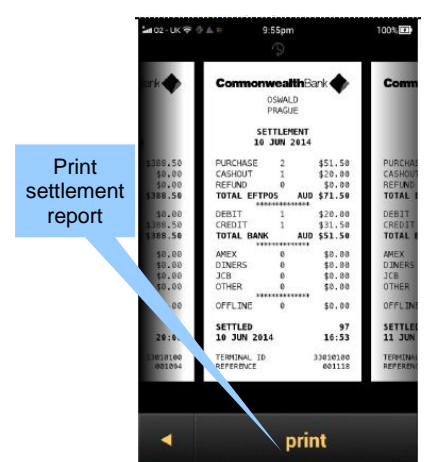 O2 - UK
9:55pm
100%
Print
settlement
report
CommonwealthBank
OSWALD
PRAGUE
SETTLEMENT
10 JUN 2014
PURCHASE 2 $51.50
CASHOUT 1 $20.00
REFUND 0 $0.00
TOTAL EFTPOS AUD $71.50
**************
DEBIT 1 $20.00
CREDIT 1 $31.50
TOTAL BANK AUD $51.50
**************
AMEX 0 $0.00
DINERS 0 $0.00
JCB 0 $0.00
OTHER 0 $0.00
**************
OFFLINE 0 $0.00
SETTLED 97
10 JUN 2014 16:53
TERMINAL ID 33010100
REFERENCE 001118
print